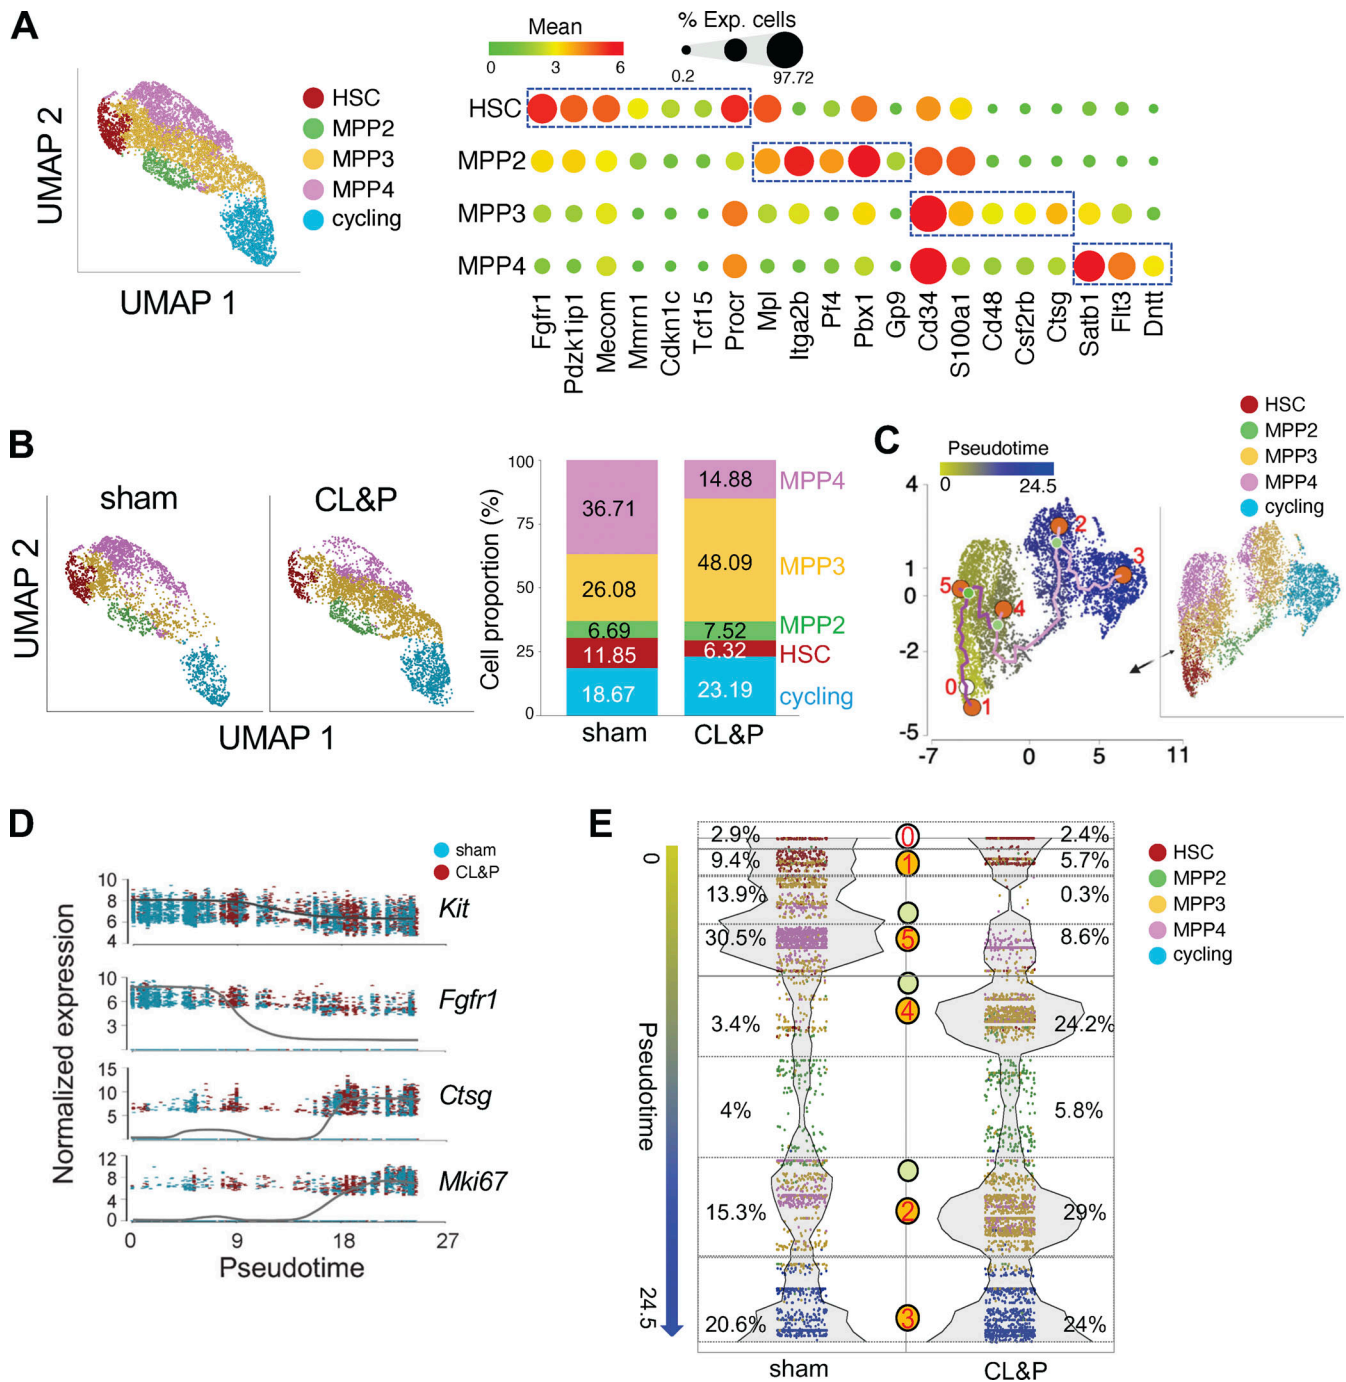 A
Mean
0 3 6
% Exp. cells
0.2 97.72
UMAP 2
UMAP 1
HSC
MPP2
MPP3
MPP4
cycling
HSC
MPP2
MPP3
MPP4
Fgfr1
Pdzk1ip1
Mecom
Mmrn1
Cdkn1c
Tcf15
Procr
Mpl
Itga2b
Pf4
Pbx1
Gp9
Cd34
S100a1
Cd48
Csf2rb
Ctsg
Satb1
Flt3
Dntt
B
sham CL&P
UMAP 2
UMAP 1
Cell proportion (%)
100
75
50
25
0
36.71
26.08
6.69
11.85
18.67
14.88
48.09
7.52
6.32
23.19
MPP4
MPP3
MPP2
HSC
cycling
sham CL&P
C
Pseudotime
0 24.5
4
1
0
-2
-5
-7 0 5 11
0
1
2
3
4
5
HSC
MPP2
MPP3
MPP4
cycling
D
sham
CL&P
Normalized expression
10
8
6
4
Kit
10
6
3
Fgfr1
15
10
5
Ctsg
12
8
4
0
Mki67
0 9 18 27
Pseudotime
E
0
Pseudotime
24.5
2.9% 0 2.4%
9.4% 1 5.7%
13.9% 0.3%
30.5% 5 8.6%
3.4% 4 24.2%
4% 5.8%
15.3% 2 29%
20.6% 3 24%
sham CL&P
HSC
MPP2
MPP3
MPP4
cycling